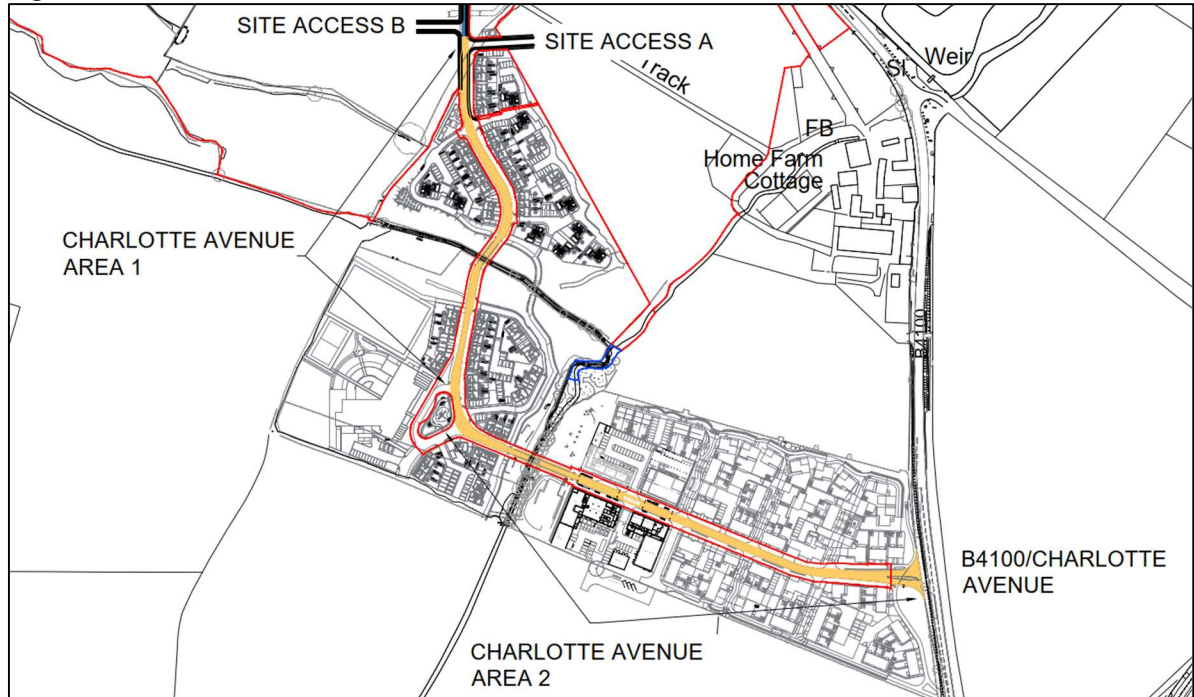 SITE ACCESS B
SITE ACCESS A
Weir
Track
FB
Home Farm
Cottage
CHARLOTTE AVENUE
AREA 1
B4100
B4100/CHARLOTTE
AVENUE
CHARLOTTE AVENUE
AREA 2